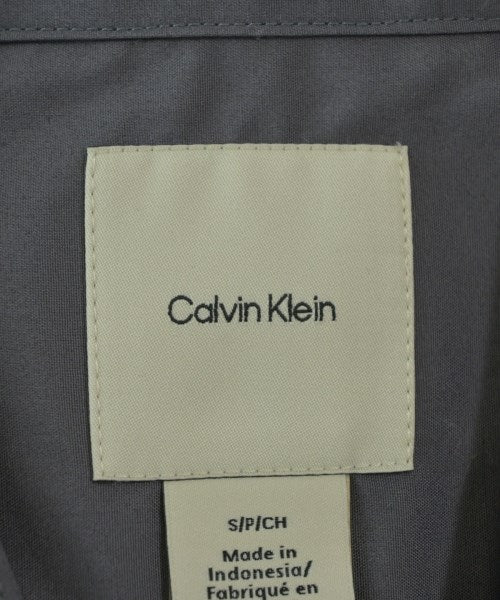 Calvin Klein
S/P/CH
Made in
Indonesia/
Fabriqué en